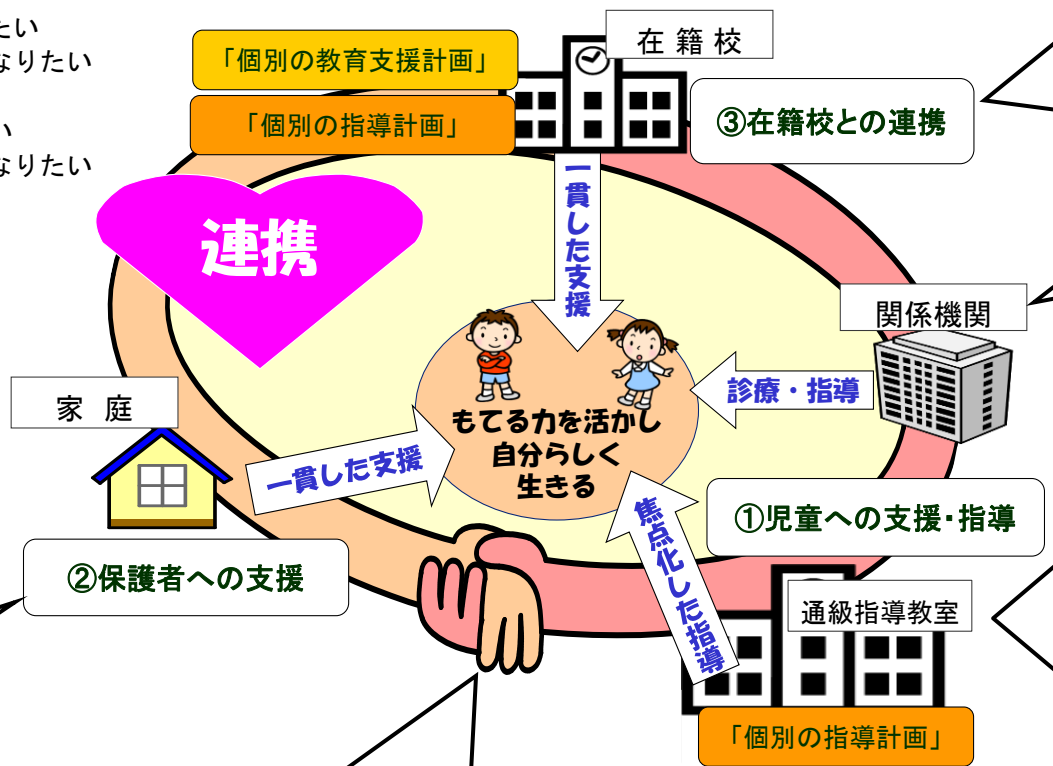 たい
なりたい
い
なりたい
「個別の教育支援計画」
「個別の指導計画」
在籍校
③在籍校との連携
連携
一貫した支援
関係機関
診療・指導
家庭
一貫した支援
もてる力を活かし
自分らしく
生きる
①児童への支援・指導
②保護者への支援
焦点化した指導
通級指導教室
「個別の指導計画」